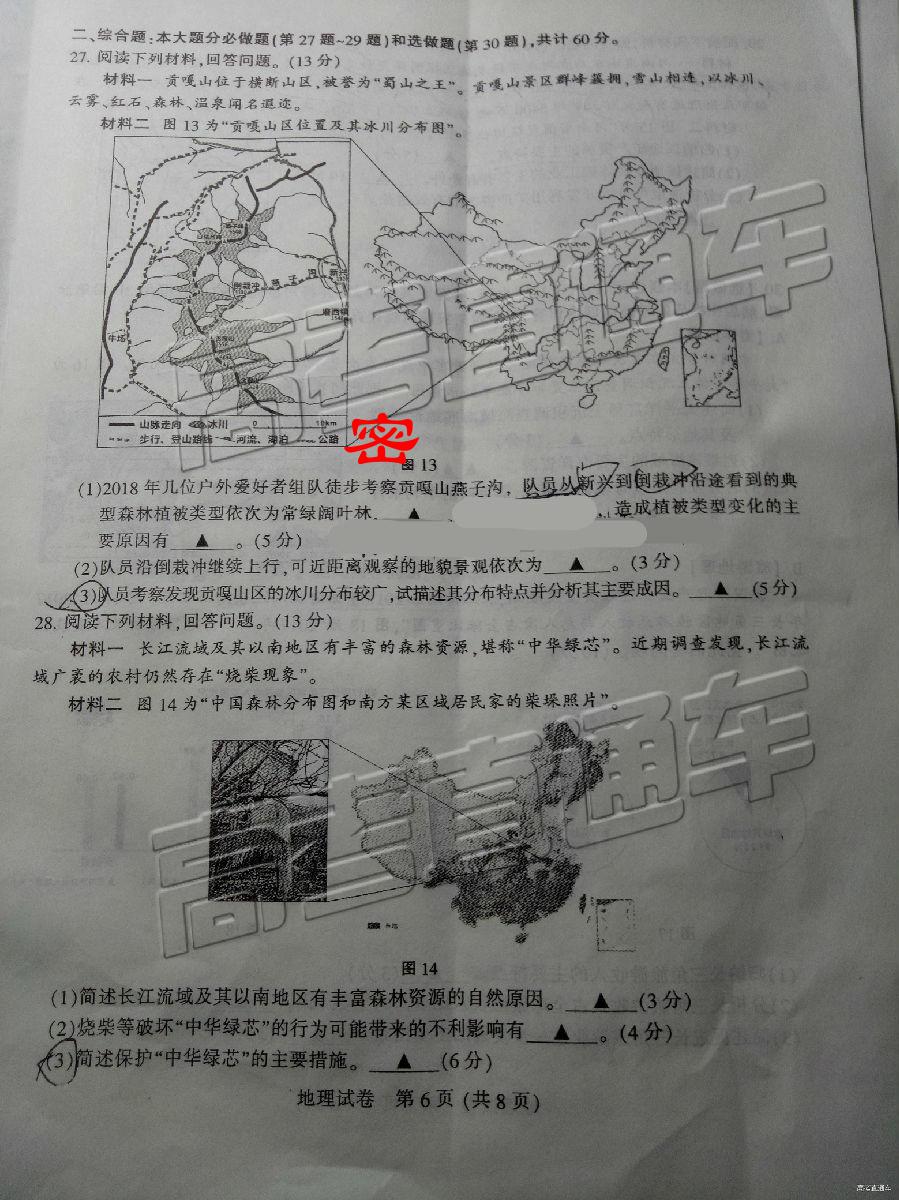 二、综合题:本大题分必做题(第27题~29题)和选做题(第30题),共计60分。
27. 阅读下列材料,回答问题。(13分)
材料一 贡嘎山位于横断山区,被誉为“蜀山之王”。贡嘎山景区群峰簇拥,雪山相连,以冰川、
云雾、红石、森林、温泉闻名遐迩。
材料二 图13为“贡嘎山区位置及其冰川分布图”。
燕子沟
新兴
倒栽冲
磨西镇
牛场
0 10km
山脉走向 冰川
步行、登山路线 河流、湖泊 公路
密
图13
(1)2018年几位户外爱好者组队徒步考察贡嘎山燕子沟,队员从新兴到倒栽冲沿途看到的典
型森林植被类型依次为常绿阔叶林 ▲ ,造成植被类型变化的主
要原因有 ▲ 。(5分)
(2)队员沿倒栽冲继续上行,可近距离观察的地貌景观依次为 ▲ 。(3分)
(3)队员考察发现贡嘎山区的冰川分布较广,试描述其分布特点并分析其主要成因。 ▲ (5分)
28. 阅读下列材料,回答问题。(13分)
材料一 长江流域及其以南地区有丰富的森林资源,堪称“中华绿芯”。近期调查发现,长江流
域广袤的农村仍然存在“烧柴现象”。
材料二 图14为“中国森林分布图和南方某区域居民家的柴垛照片”。
图14
(1)简述长江流域及其以南地区有丰富森林资源的自然原因。 ▲ (3分)
(2)烧柴等破坏“中华绿芯”的行为可能带来的不利影响有 ▲ 。(4分)
(3)简述保护“中华绿芯”的主要措施。 ▲ (6分)
地理试卷 第6页(共8页)
高考直通车
高考直通车
高考直通车